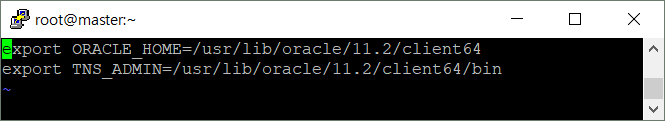 root@master:~
export ORACLE_HOME=/usr/lib/oracle/11.2/client64
export TNS_ADMIN=/usr/lib/oracle/11.2/client64/bin
~